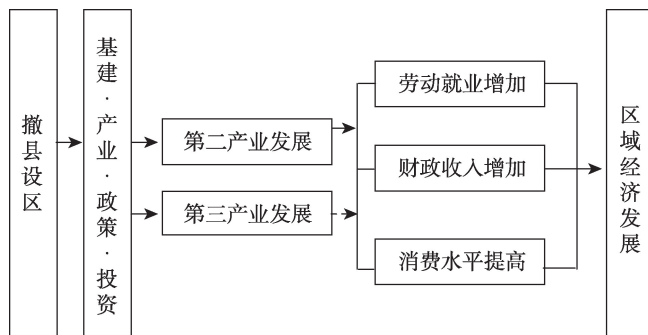 撤县设区
基建·产业·政策·投资
第二产业发展
第三产业发展
劳动就业增加
财政收入增加
消费水平提高
区域经济发展